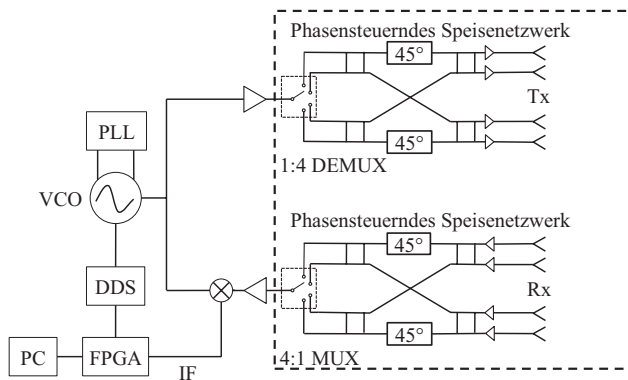 Phasensteuerndes Speisenetzwerk
45°
Tx
45°
1:4 DEMUX
PLL
VCO
Phasensteuerndes Speisenetzwerk
45°
DDS
Rx
45°
4:1 MUX
PC
FPGA
IF